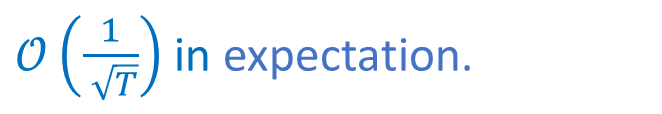 𝒪(1/√T) in expectation.